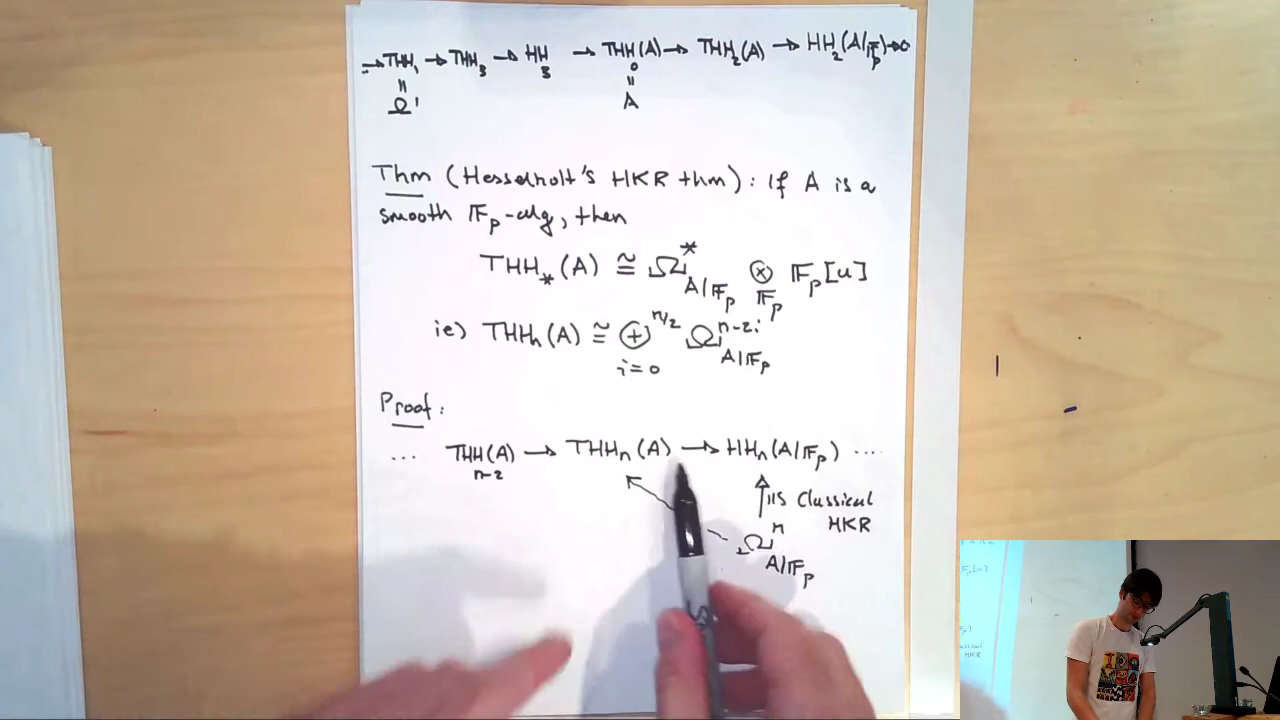 → THH₁ → THH₃ → HH₃ → THH₀(A) → THH₂(A) → HH₂(A/𝔽ₚ) → 0
॥ ॥
Ω¹ A
Thm (Hesselholt's HKR thm): If A is a
smooth 𝔽ₚ-alg, then
THH_*(A) ≅ Ω^*_{A/𝔽ₚ} ⊗_{𝔽ₚ} 𝔽ₚ[u]
ie) THHₙ(A) ≅ ⊕_{i=0}^{n/2} Ω^{n-2i}_{A/𝔽ₚ}
Proof:
... THH_{n-2}(A) → THHₙ(A) → HHₙ(A/𝔽ₚ) ....
Classical
HKR
Ωⁿ_{A/𝔽ₚ}